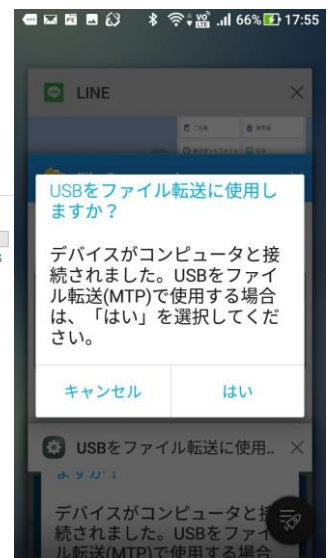 66% 17:55
LINE
USBをファイル転送に使用し
ますか？
デバイスがコンピュータと接
続されました。USBをファイ
ル転送(MTP)で使用する場合
は、「はい」を選択してくだ
さい。
キャンセル はい
USBをファイル転送に使用..
ますか？
デバイスがコンピュータと接
続されました。USBをファイ
ル転送(MTP)で使用する場合